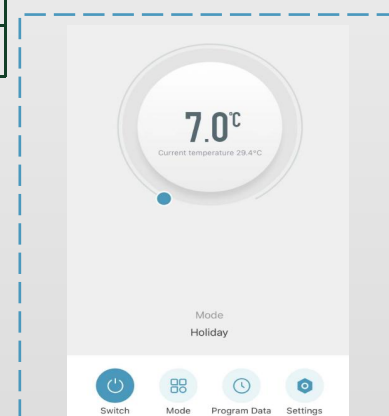 7.0°C
Current temperature 29.4°C
Mode
Holiday
Switch Mode Program Data Settings